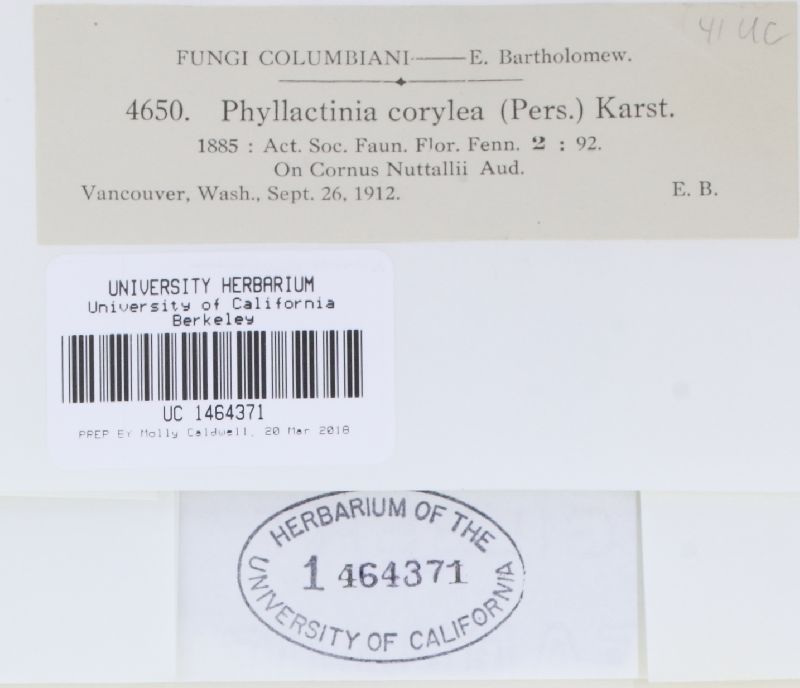 41 UC
FUNGI COLUMBIANI——E. Bartholomew.
4650. Phyllactinia corylea (Pers.) Karst.
1885 : Act. Soc. Faun. Flor. Fenn. 2 : 92.
On Cornus Nuttallii Aud.
Vancouver, Wash., Sept. 26, 1912. E. B.
UNIVERSITY HERBARIUM
University of California
Berkeley
UC 1464371
PREP BY Molly Caldwell, 20 Mar 2018
HERBARIUM OF THE
1 464371
UNIVERSITY OF CALIFORNIA